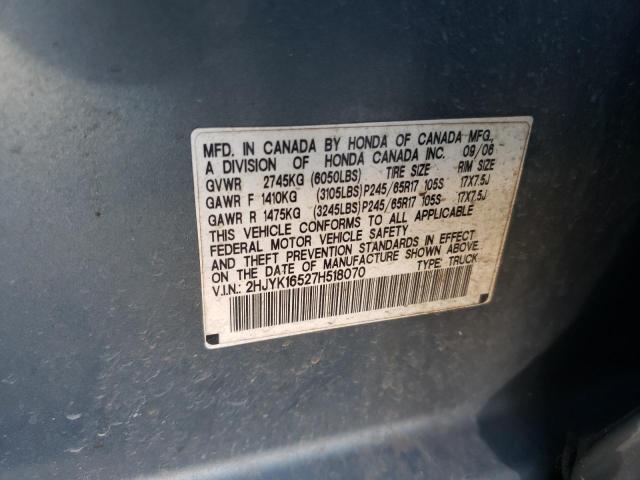 MFD. IN CANADA BY HONDA OF CANADA MFG.,
A DIVISION OF HONDA CANADA INC. 09/06
GVWR 2745KG (6050LBS) TIRE SIZE RIM SIZE
GAWR F 1410KG (3105LBS) P245/65R17 105S 17X7.5J
GAWR R 1475KG (3245LBS) P245/65R17 105S 17X7.5J
THIS VEHICLE CONFORMS TO ALL APPLICABLE
FEDERAL MOTOR VEHICLE SAFETY
AND THEFT PREVENTION STANDARDS IN EFFECT
ON THE DATE OF MANUFACTURE SHOWN ABOVE.
V.I.N.: 2HJYK16527H518070 TYPE: TRUCK